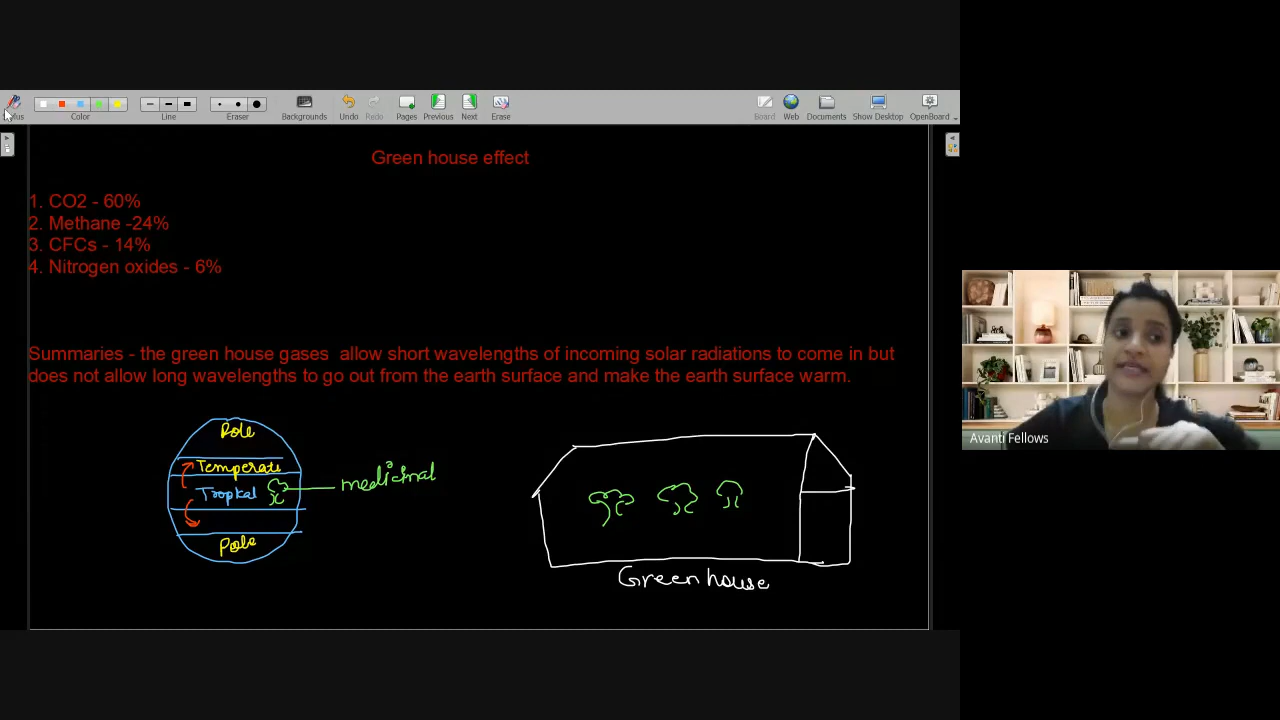 Color
Line
Eraser
Backgrounds
Undo
Redo
Pages
Previous
Next
Erase
Board
Web
Documents
Show Desktop
OpenBoard
Green house effect
1. CO2 - 60%
2. Methane -24%
3. CFCs - 14%
4. Nitrogen oxides - 6%
Summaries - the green house gases allow short wavelengths of incoming solar radiations to come in but
does not allow long wavelengths to go out from the earth surface and make the earth surface warm.
Pole
Temperate
Tropical
medicinal
Pole
Greenhouse
Avanti Fellows